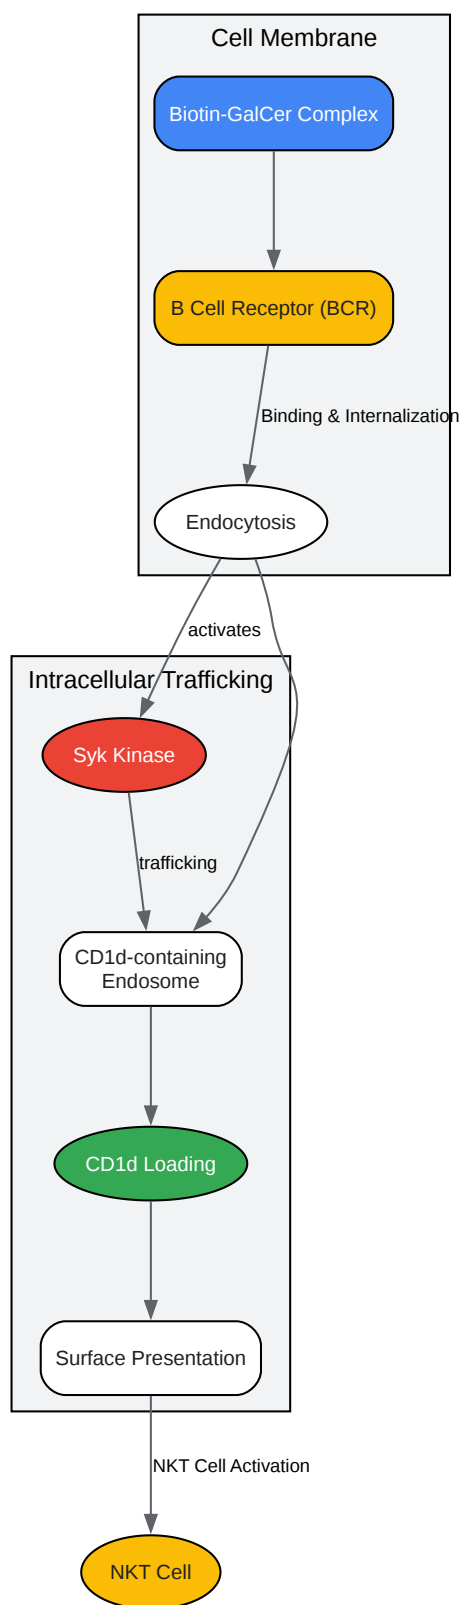 Cell Membrane
Biotin-GalCer Complex
B Cell Receptor (BCR)
Binding & Internalization
Endocytosis
activates
Intracellular Trafficking
Syk Kinase
trafficking
CD1d-containing
Endosome
CD1d Loading
Surface Presentation
NKT Cell Activation
NKT Cell